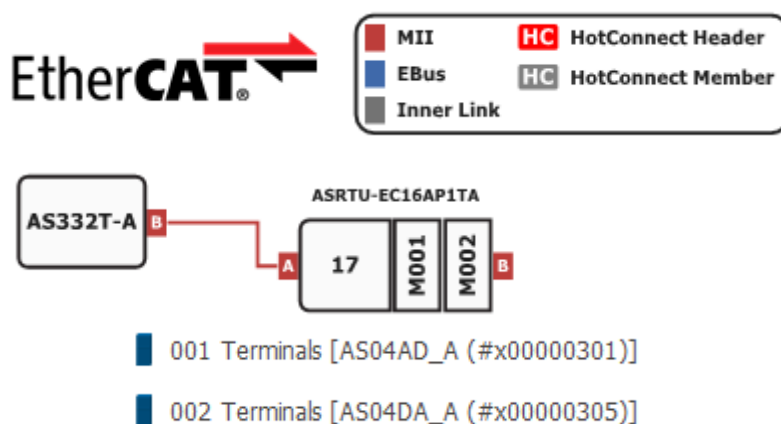 EtherCAT®
MII
HC HotConnect Header
EBus
HC HotConnect Member
Inner Link
ASRTU-EC16AP1TA
AS332T-A
B
A
17
M001
M002
B
001 Terminals [AS04AD_A (#x00000301)]
002 Terminals [AS04DA_A (#x00000305)]